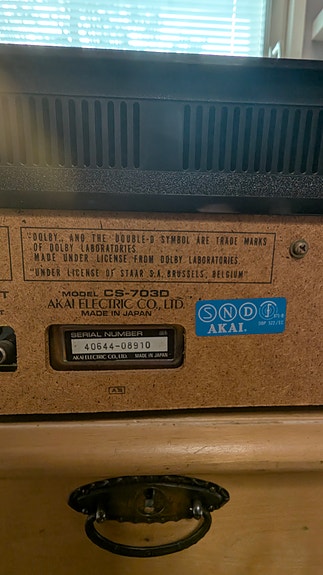 "DOLBY", AND THE DOUBLE-D SYMBOL ARE TRADE MARKS
OF DOLBY LABORATORIES.
MADE UNDER LICENSE FROM DOLBY LABORATORIES.
"UNDER LICENSE OF STAAR S.A. BRUSSELS, BELGIUM"
MODEL CS-703D
AKAI ELECTRIC CO., LTD.
MADE IN JAPAN
S N D
AKAI.
SERIAL NUMBER
40644-08910
AKAI ELECTRIC CO., LTD. MADE IN JAPAN